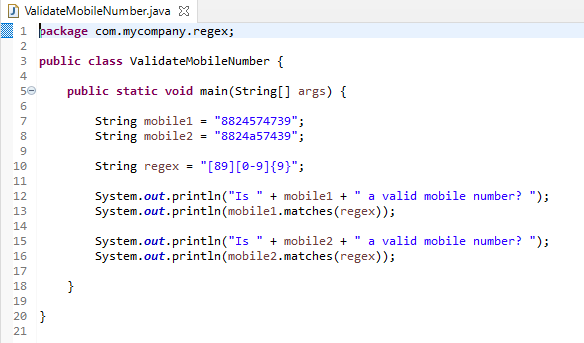 ValidateMobileNumber.java
1 package com.mycompany.regex;
2
3 public class ValidateMobileNumber {
4
5 public static void main(String[] args) {
6
7 String mobile1 = "8824574739";
8 String mobile2 = "8824a57439";
9
10 String regex = "[89][0-9]{9}";
11
12 System.out.println("Is " + mobile1 + " a valid mobile number? ");
13 System.out.println(mobile1.matches(regex));
14
15 System.out.println("Is " + mobile2 + " a valid mobile number? ");
16 System.out.println(mobile2.matches(regex));
17
18 }
19
20 }
21